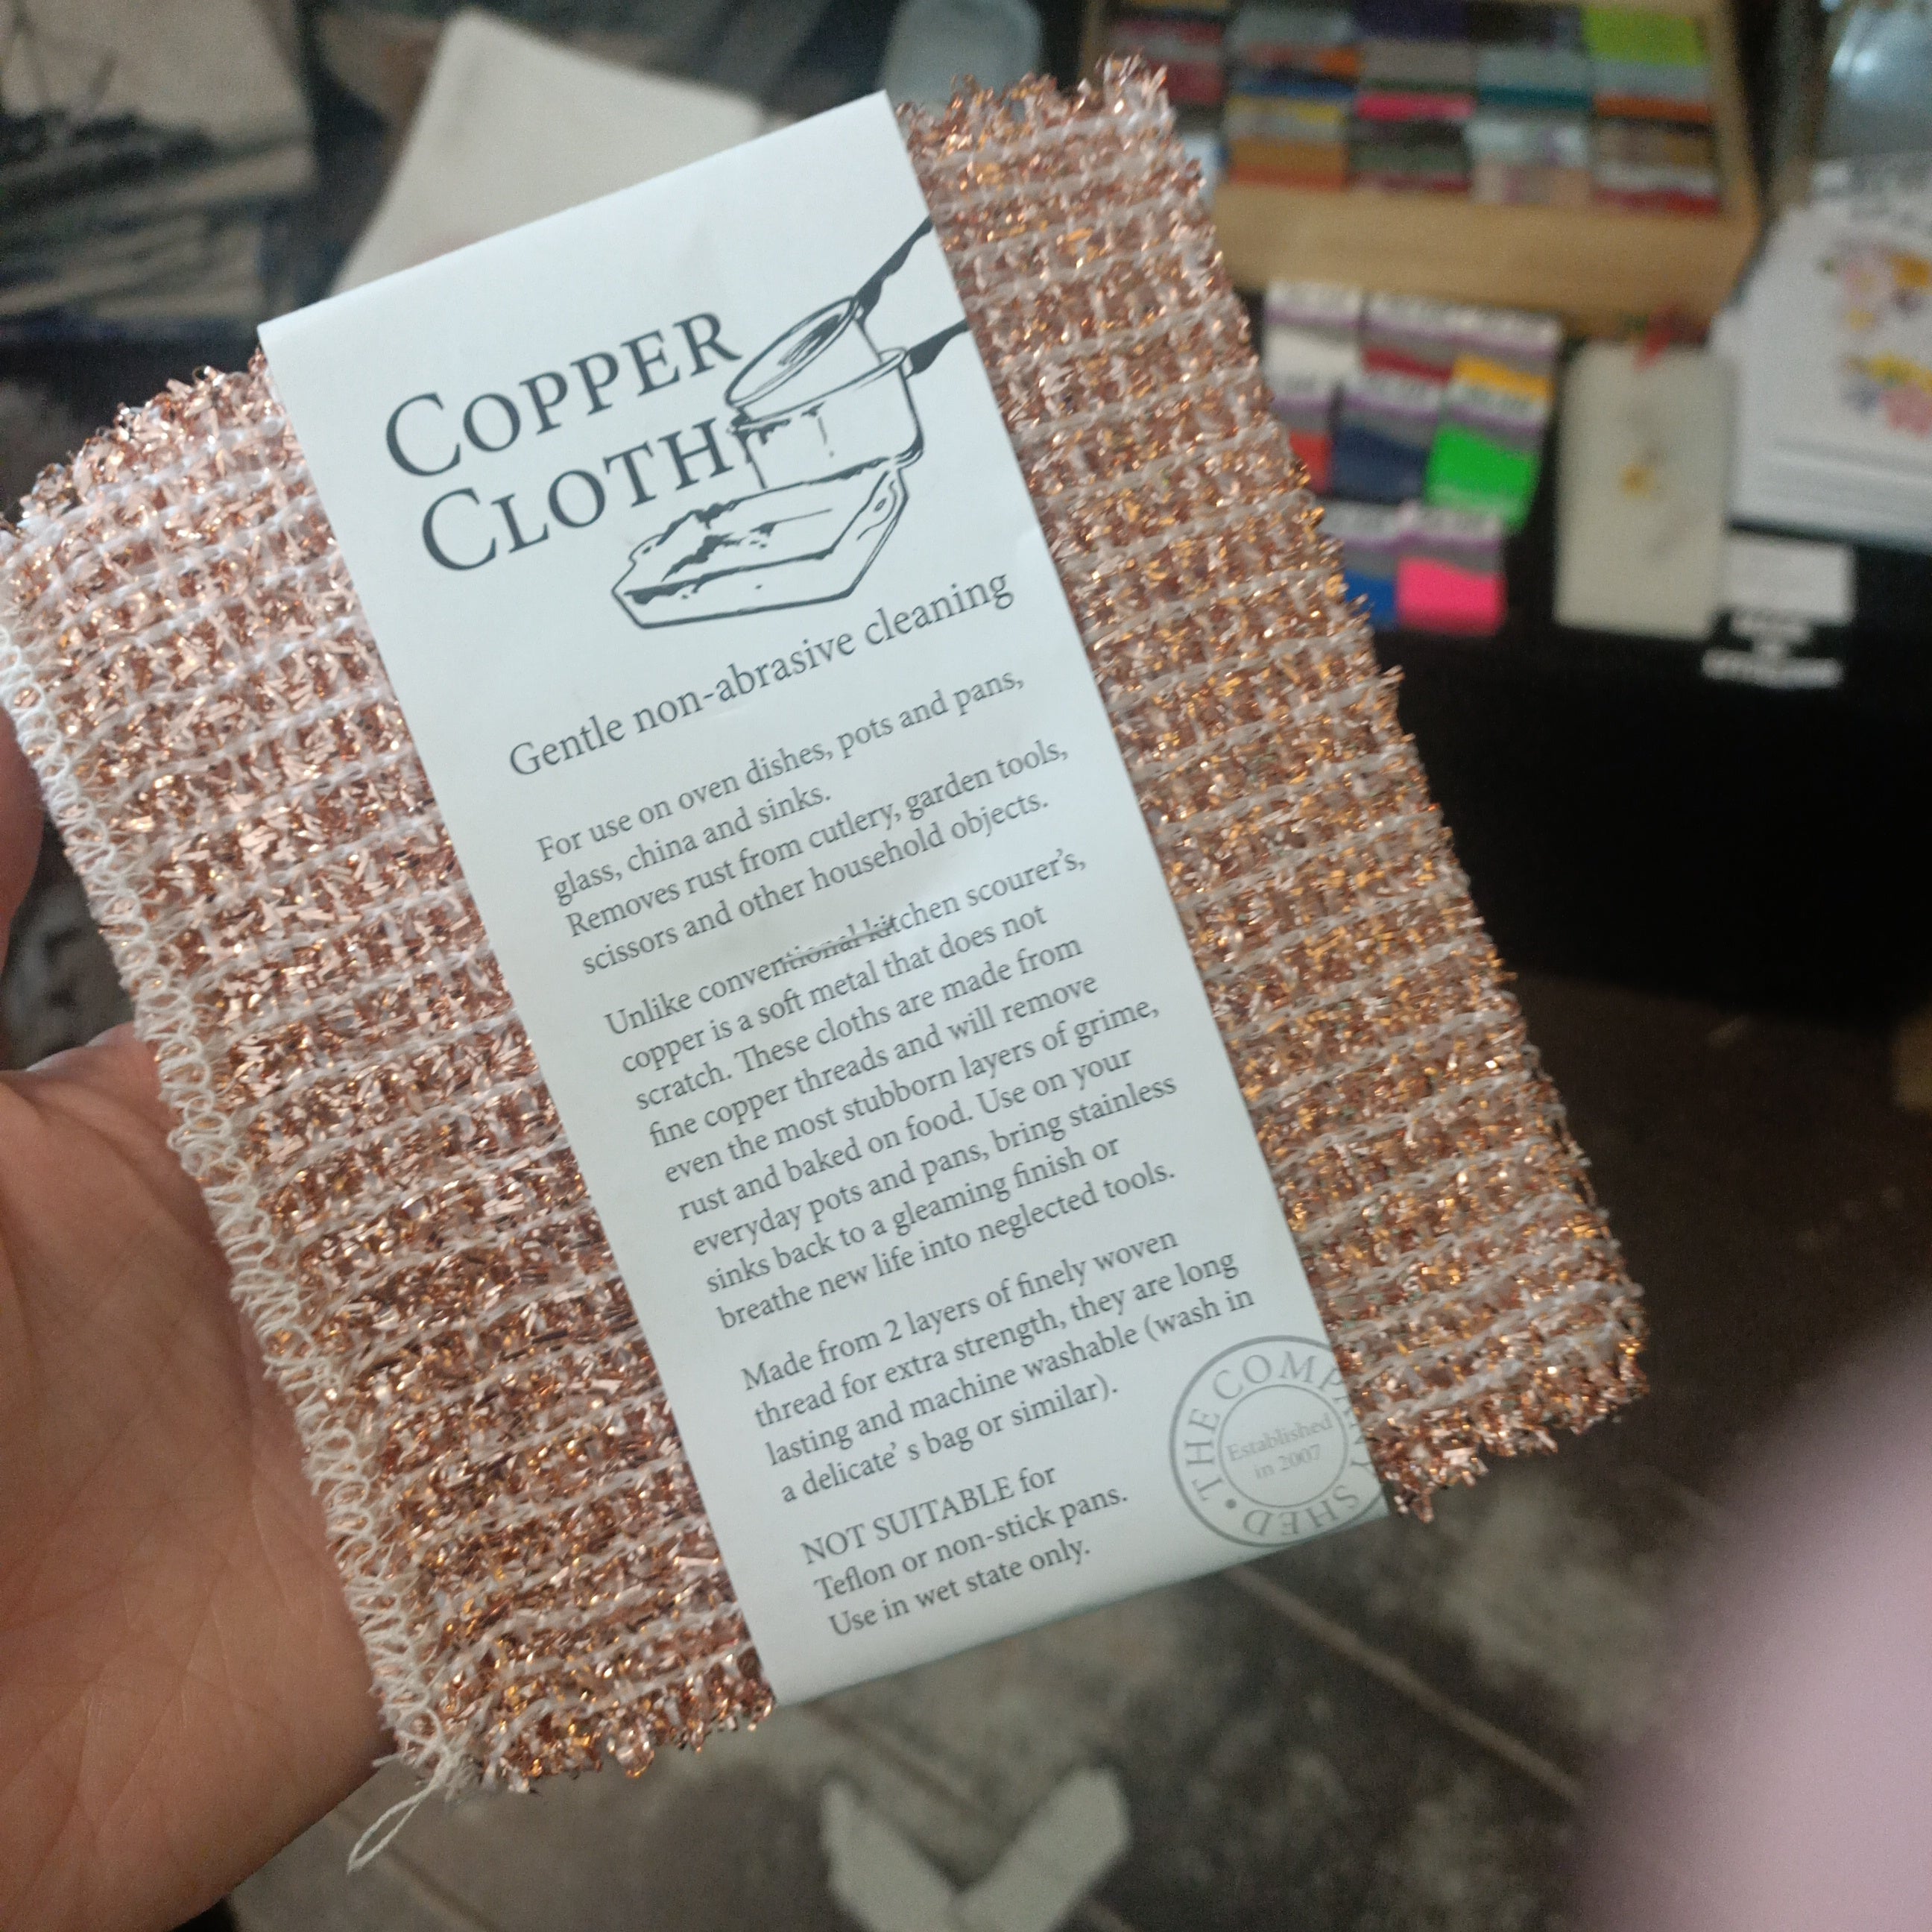 COPPER
CLOTH
Gentle non-abrasive cleaning
For use on oven dishes, pots and pans,
glass, china and sinks.
Removes rust from cutlery, garden tools,
scissors and other household objects.
Unlike conventional kitchen scourer's,
copper is a soft metal that does not
scratch. These cloths are made from
fine copper threads and will remove
even the most stubborn layers of grime,
rust and baked on food. Use on your
everyday pots and pans, bring stainless
sinks back to a gleaming finish or
breathe new life into neglected tools.
Made from 2 layers of finely woven
thread for extra strength, they are long
lasting and machine washable (wash in
a delicate' s bag or similar).
NOT SUITABLE for
Teflon or non-stick pans.
Use in wet state only.
THE COMPANY SHED
Established
in 2007